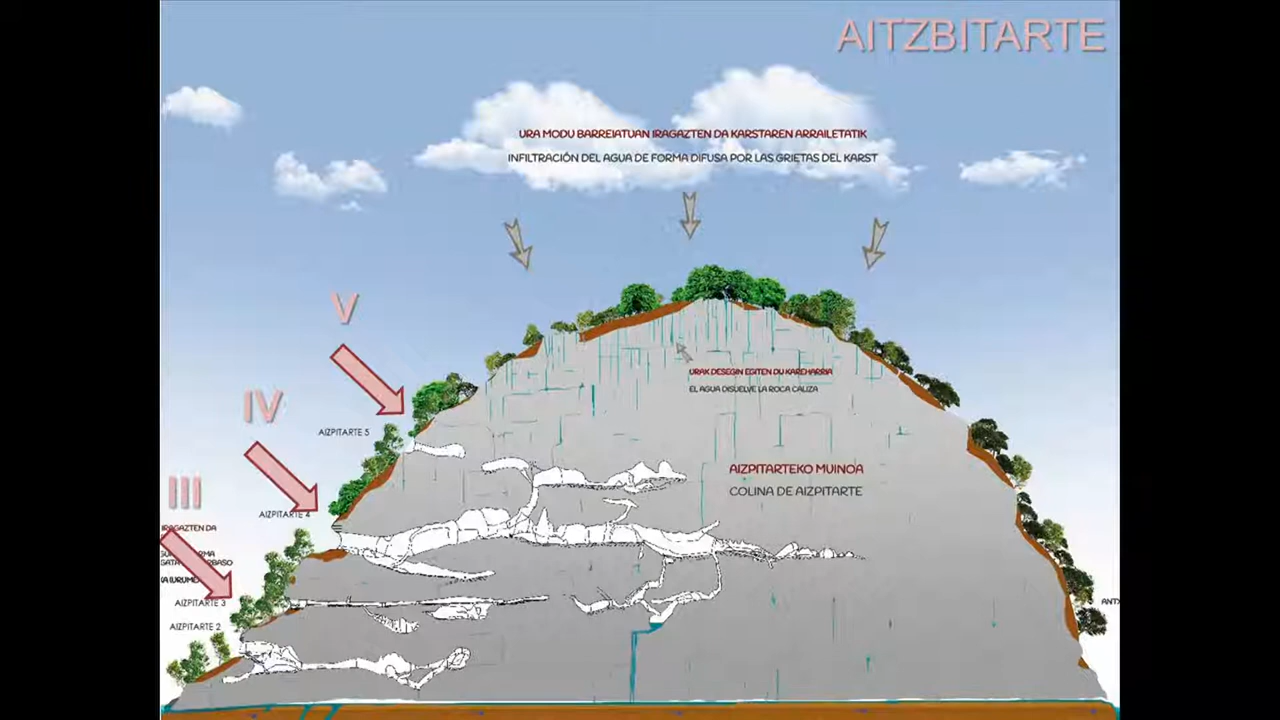 AITZBITARTE
URA MODU BARREIATUAN IRAGAZTEN DA KARSTAREN ARRAILETATIK
INFILTRACIÓN DEL AGUA DE FORMA DIFUSA POR LAS GRIETAS DEL KARST
V
URAK DESEGIN EGITEN DU KAREHARRIA
EL AGUA DISUELVE LA ROCA CALIZA
IV
AIZPITARTE 5
AIZPITARTEKO MUINOA
COLINA DE AIZPITARTE
III
AIZPITARTE 4
IRAGAZTEN DA
AIZPITARTE 3
ANTX
AIZPITARTE 2